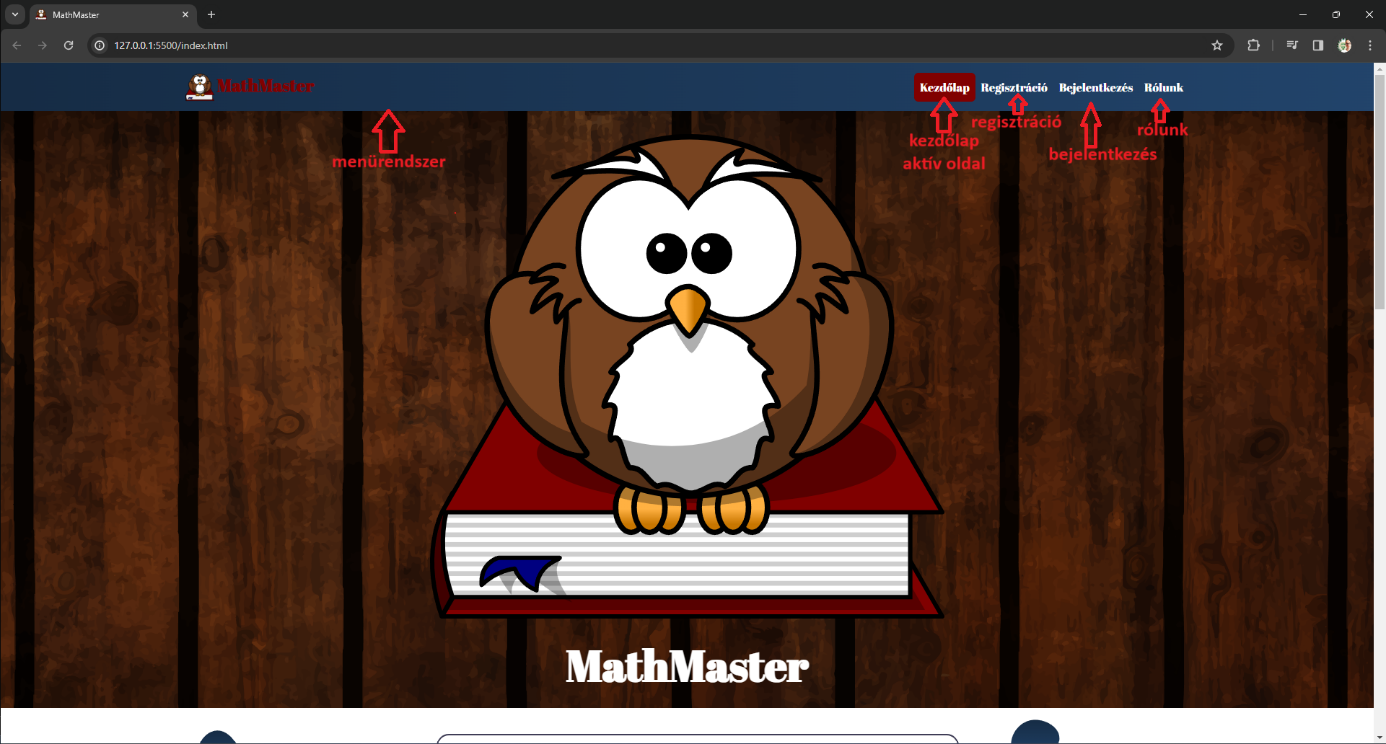 MathMaster
127.0.0.1:5500/index.html
MathMaster
Kezdőlap Regisztráció Bejelentkezés Rólunk
menürendszer
kezdőlap
aktív oldal
regisztráció
bejelentkezés
rólunk
MathMaster